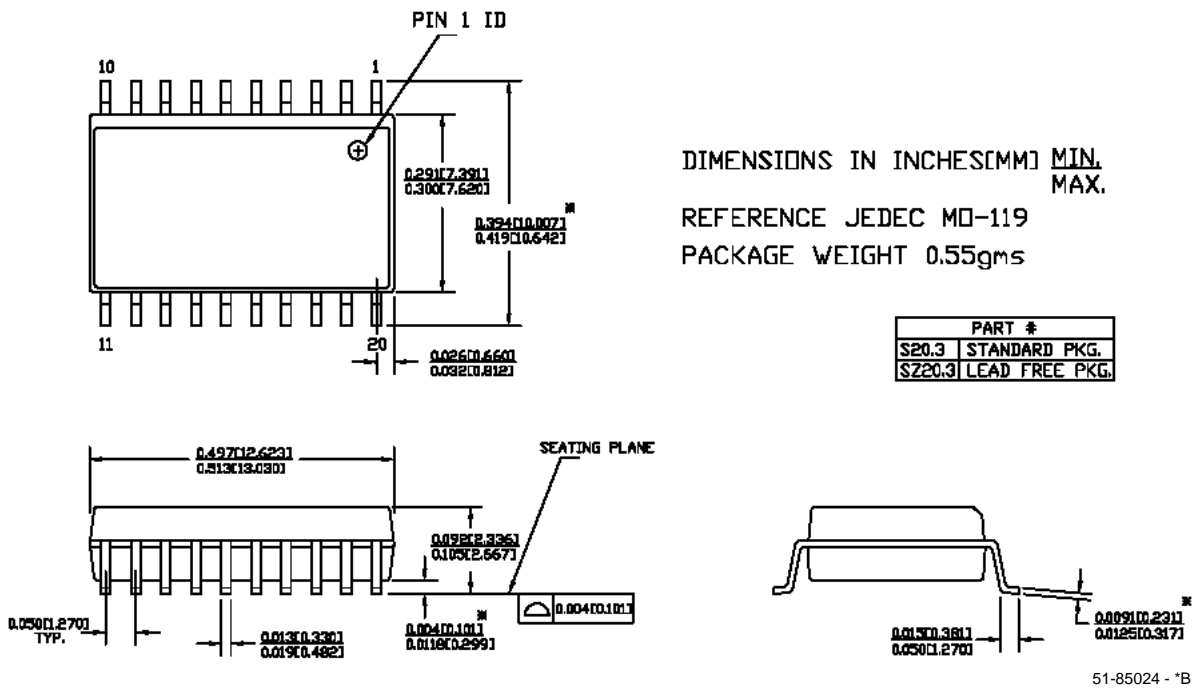 PIN 1 ID
10
1
0.291[7.391]
0.300[7.620]
*
0.394[10.007]
0.419[10.642]
11
20
0.026[0.660]
0.032[0.812]
DIMENSIONS IN INCHES[MM] MIN.
MAX.
REFERENCE JEDEC MO-119
PACKAGE WEIGHT 0.55gms
PART #
S20.3 STANDARD PKG.
SZ20.3 LEAD FREE PKG.
0.497[12.623]
0.513[13.030]
SEATING PLANE
0.092[2.336]
0.105[2.667]
0.050[1.270]
TYP.
0.013[0.330]
0.019[0.482]
*
0.004[0.101]
0.0118[0.299]
0.004[0.101]
0.015[0.381]
0.050[1.270]
*
0.0091[0.231]
0.0125[0.317]
51-85024 - *B